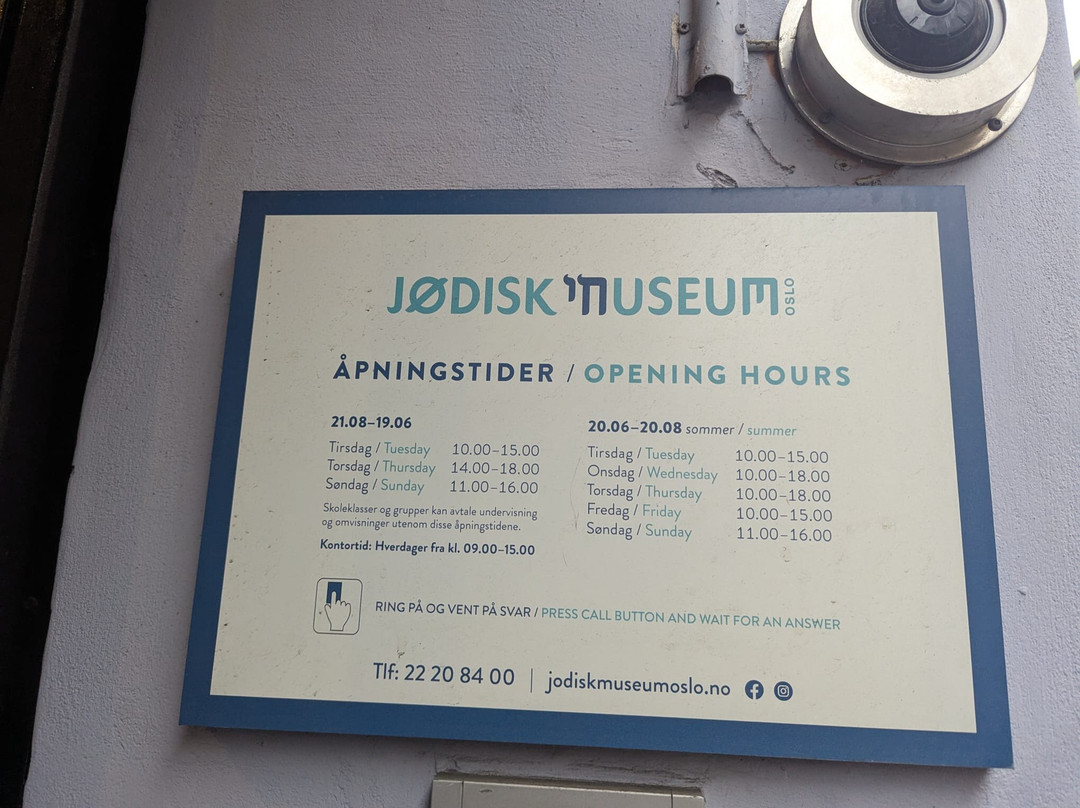 JØDISK חי MUSEUM OSLO
ÅPNINGSTIDER / OPENING HOURS
21.08–19.06
Tirsdag / Tuesday 10.00–15.00
Torsdag / Thursday 14.00–18.00
Søndag / Sunday 11.00–16.00
Skoleklasser og grupper kan avtale undervisning
og omvisninger utenom disse åpningstidene.
Kontortid: Hverdager fra kl. 09.00–15.00
20.06–20.08 sommer / summer
Tirsdag / Tuesday 10.00–15.00
Onsdag / Wednesday 10.00–18.00
Torsdag / Thursday 10.00–18.00
Fredag / Friday 10.00–15.00
Søndag / Sunday 11.00–16.00
RING PÅ OG VENT PÅ SVAR / PRESS CALL BUTTON AND WAIT FOR AN ANSWER
Tlf: 22 20 84 00 | jodiskmuseumoslo.no